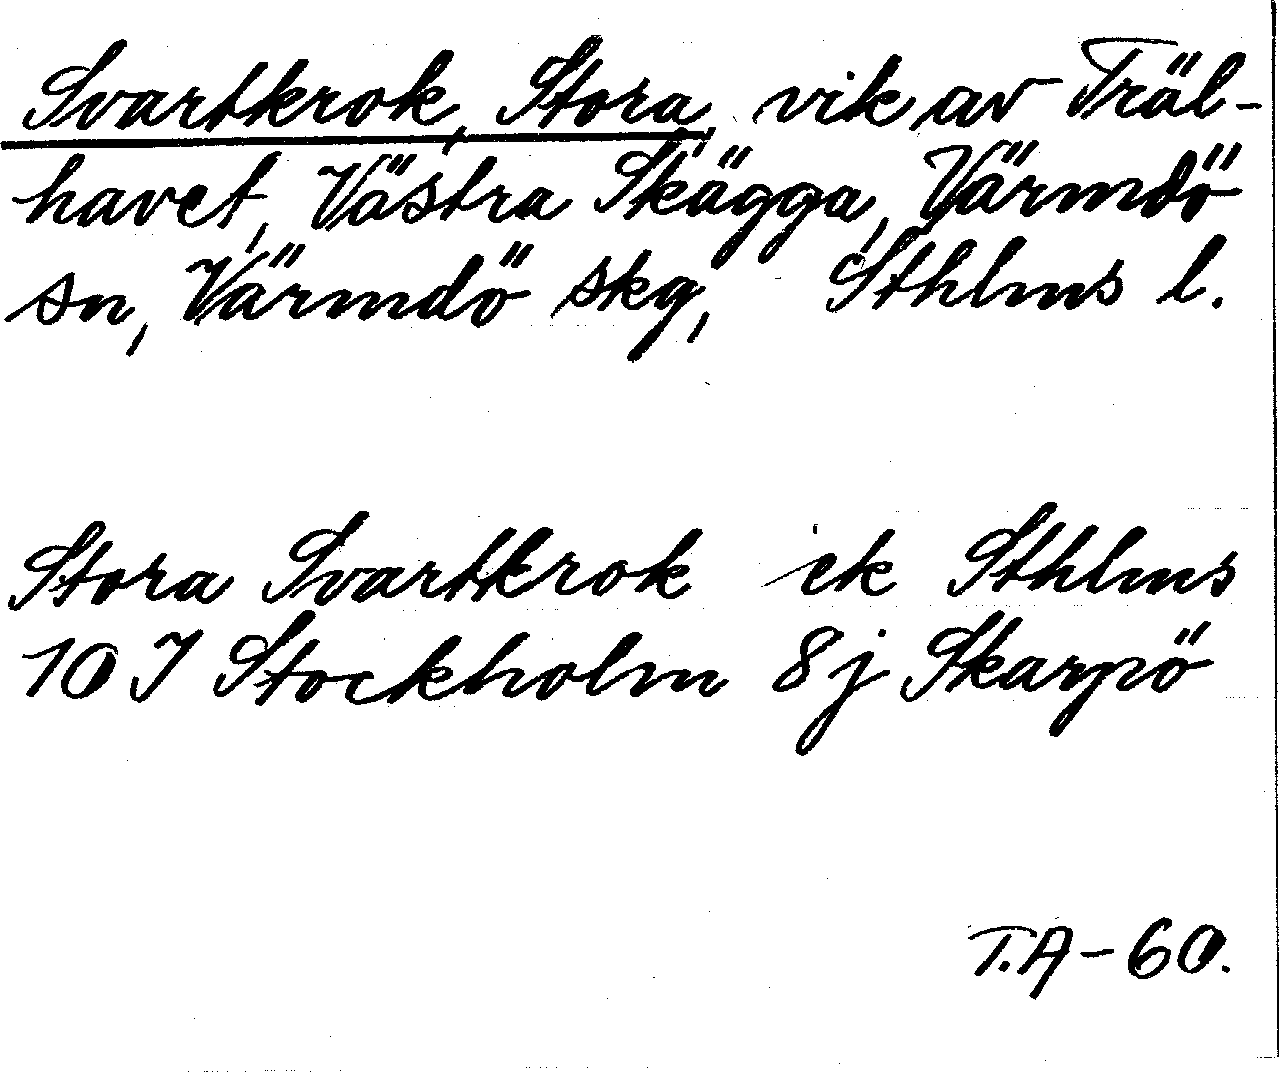 Svartkrok, Stora, vik av Träl-
havet, Västra Skägga, Värmdö
sn, Värmdö skg, Sthlms l.
Stora Svartkrok ek Sthlms
10 I Stockholm 8j Skarpö
T.A-60.